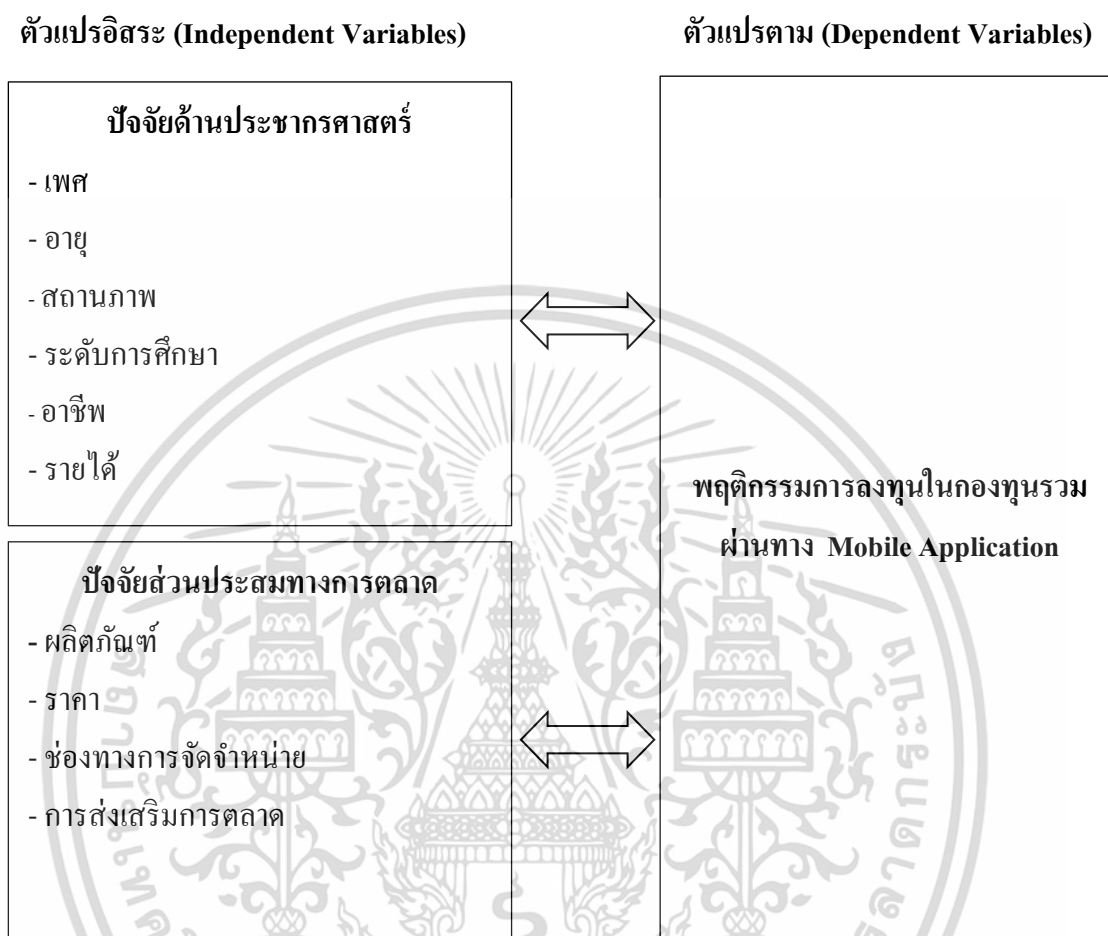 ตัวแปรอิสระ (Independent Variables)
ตัวแปรตาม (Dependent Variables)
ปัจจัยด้านประชากรศาสตร์
- เพศ
- อายุ
- สถานภาพ
- ระดับการศึกษา
- อาชีพ
- รายได้
ปัจจัยส่วนประสมทางการตลาด
- ผลิตภัณฑ์
- ราคา
- ช่องทางการจัดจำหน่าย
- การส่งเสริมการตลาด
พฤติกรรมการลงทุนในกองทุนรวม
ผ่านทาง Mobile Application